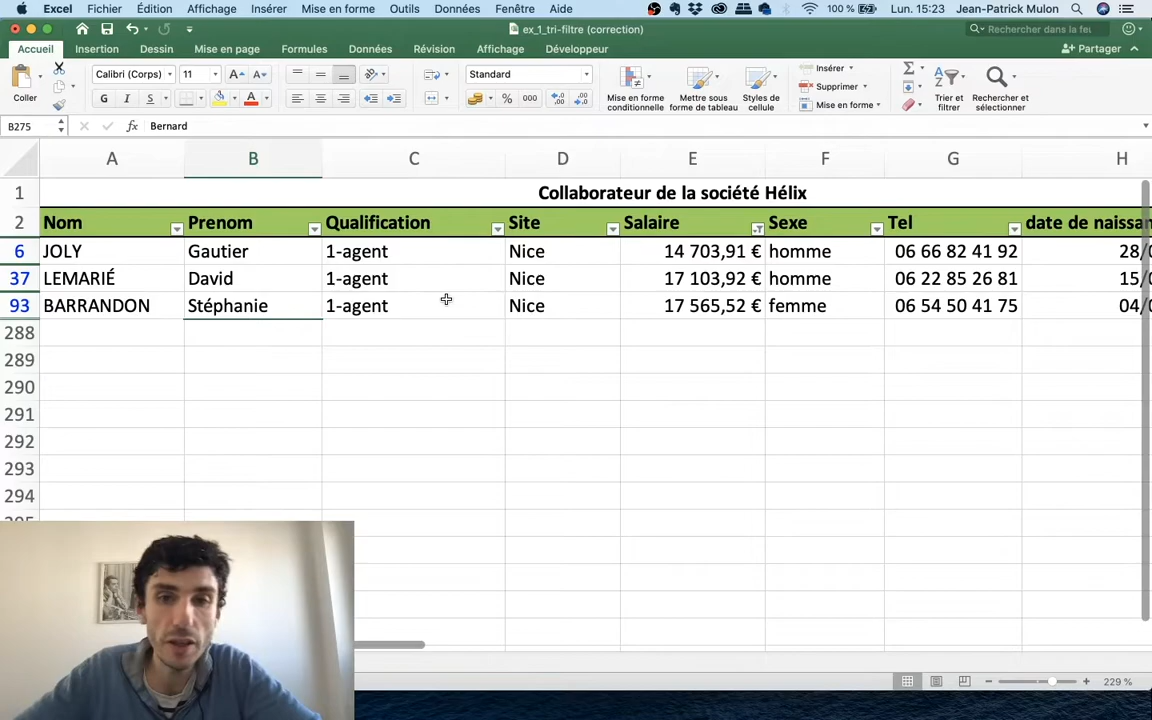 Excel Fichier Édition Affichage Insérer Mise en forme Outils Données Fenêtre Aide 100 % Lun. 15:23 Jean-Patrick Mulon
ex_1_tri-filtre (correction)
Rechercher dans la feu
Accueil Insertion Dessin Mise en page Formules Données Révision Affichage Développeur
Partager
Coller
Calibri (Corps) 11 A A
G I S A
Standard
% 000
Mise en forme conditionnelle
Mettre sous forme de tableau
Styles de cellule
Insérer
Supprimer
Mise en forme
Trier et filtrer
Rechercher et sélectionner
B275 fx Bernard
A B C D E F G H
1 Collaborateur de la société Hélix
2 Nom Prenom Qualification Site Salaire Sexe Tel date de naissan
6 JOLY Gautier 1-agent Nice 14 703,91 € homme 06 66 82 41 92 28/
37 LEMARIÉ David 1-agent Nice 17 103,92 € homme 06 22 85 26 81 15/
93 BARRANDON Stéphanie 1-agent Nice 17 565,52 € femme 06 54 50 41 75 04/
288
289
290
291
292
293
294
229 %